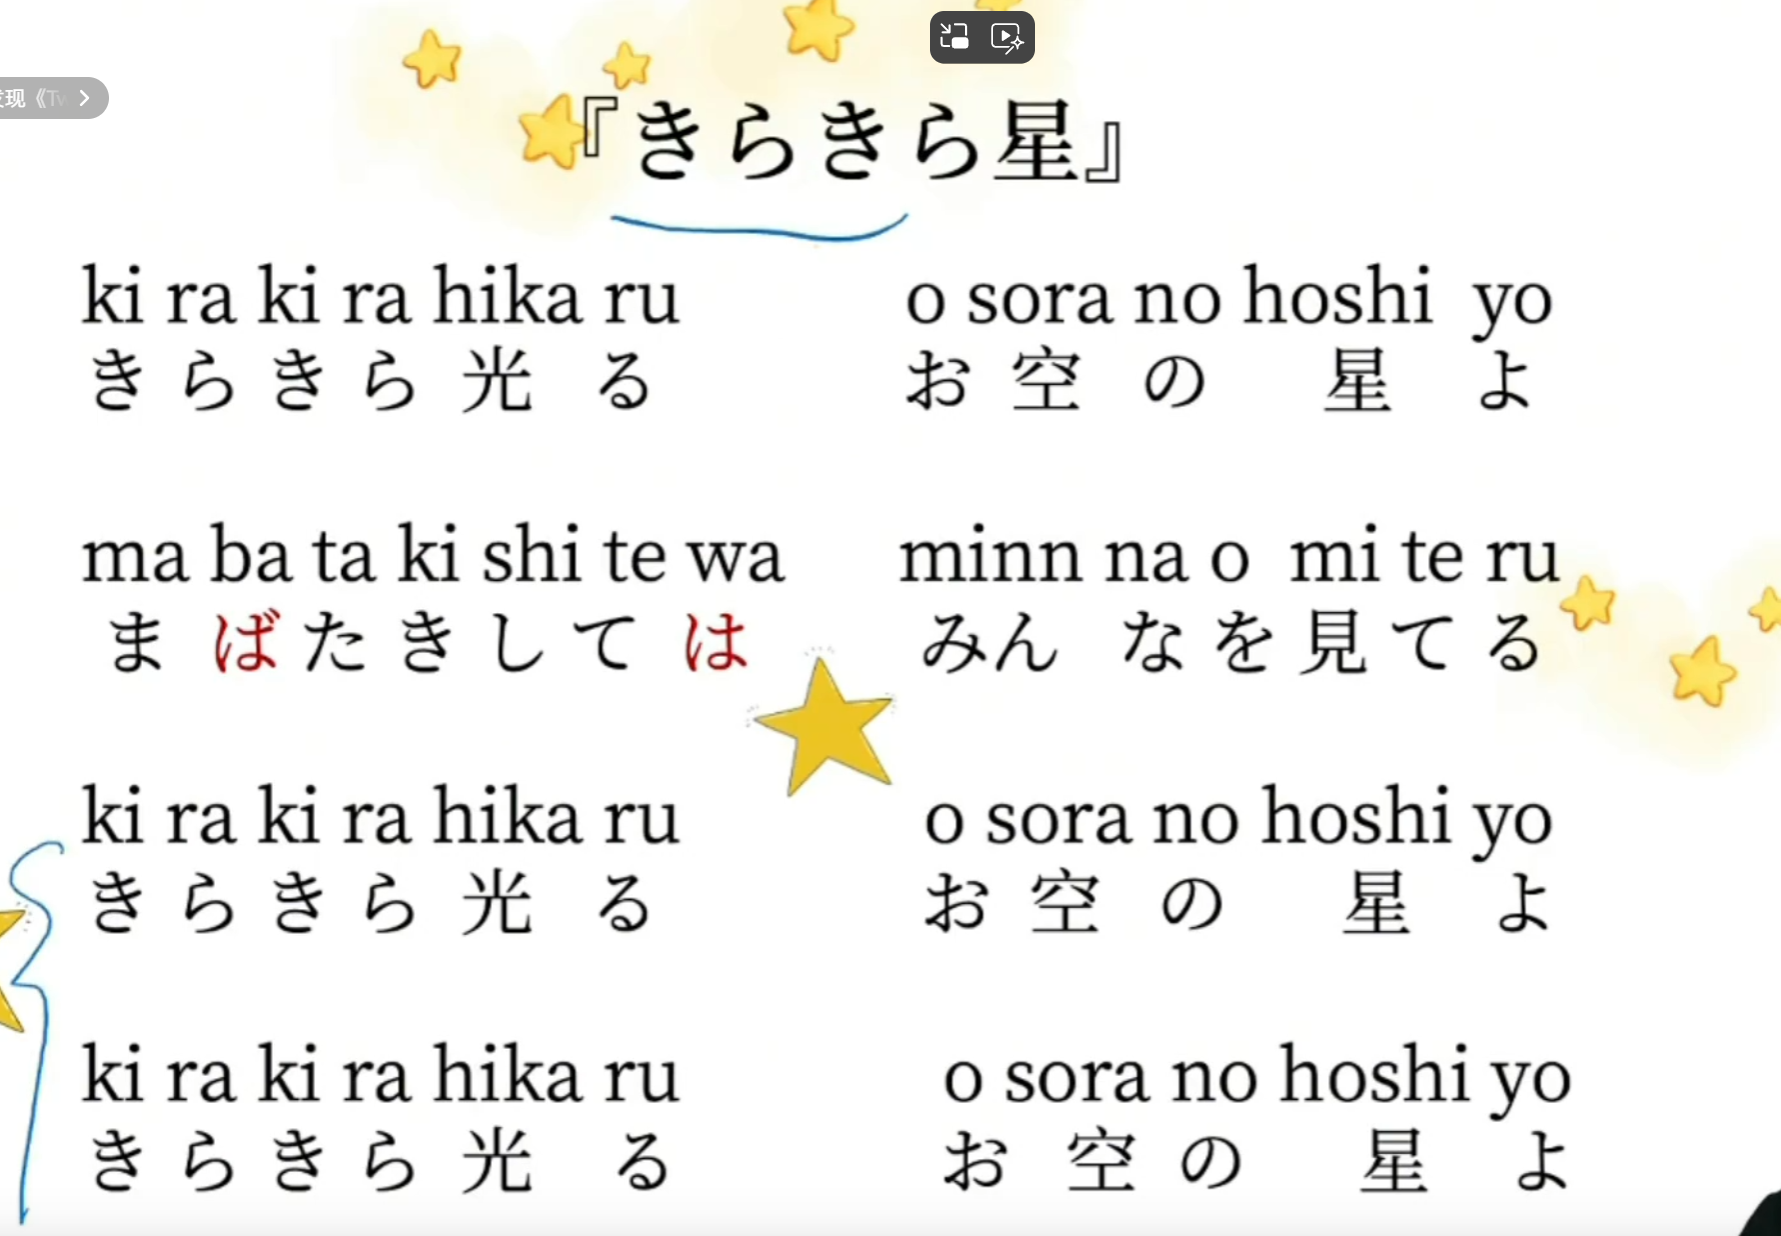 现《Tv
『きらきら星』
ki ra ki ra hika ru o sora no hoshi yo
きらきら光る お空の星よ
ma ba ta ki shi te wa minn na o mi te ru
まばたきしては みんなを見てる
ki ra ki ra hika ru o sora no hoshi yo
きらきら光る お空の星よ
ki ra ki ra hika ru o sora no hoshi yo
きらきら光る お空の星よ